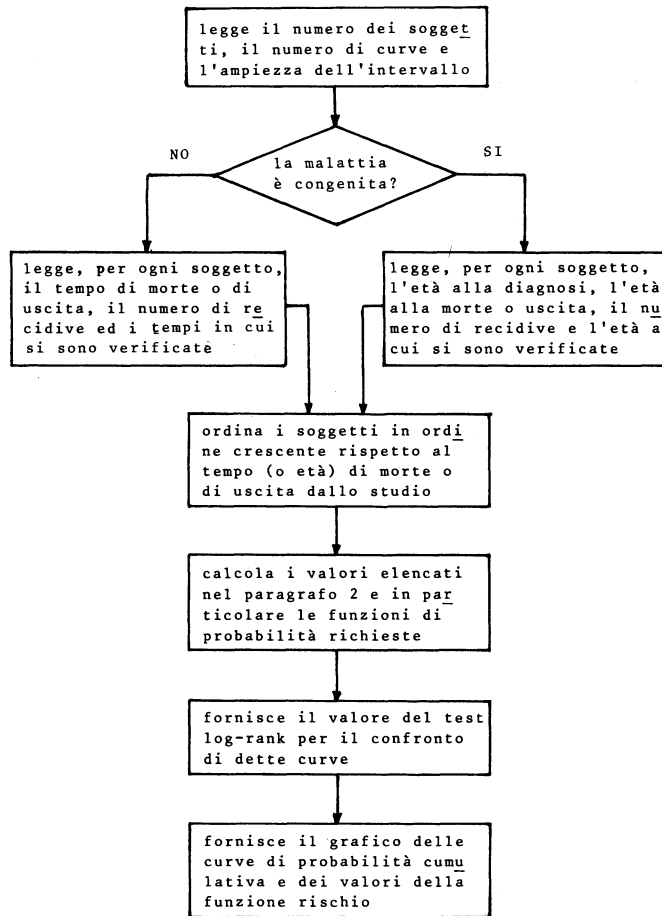 legge il numero dei sogget
ti, il numero di curve e
l'ampiezza dell'intervallo
NO
SI
la malattia
è congenita?
legge, per ogni soggetto,
il tempo di morte o di
uscita, il numero di re
cidive ed i tempi in cui
si sono verificate
legge, per ogni soggetto,
l'età alla diagnosi, l'età
alla morte o uscita, il nu
mero di recidive e l'età a
cui si sono verificate
ordina i soggetti in ordi
ne crescente rispetto al
tempo (o età) di morte o
di uscita dallo studio
calcola i valori elencati
nel paragrafo 2 e in par
ticolare le funzioni di
probabilità richieste
fornisce il valore del test
log-rank per il confronto
di dette curve
fornisce il grafico delle
curve di probabilità cumu
lativa e dei valori della
funzione rischio